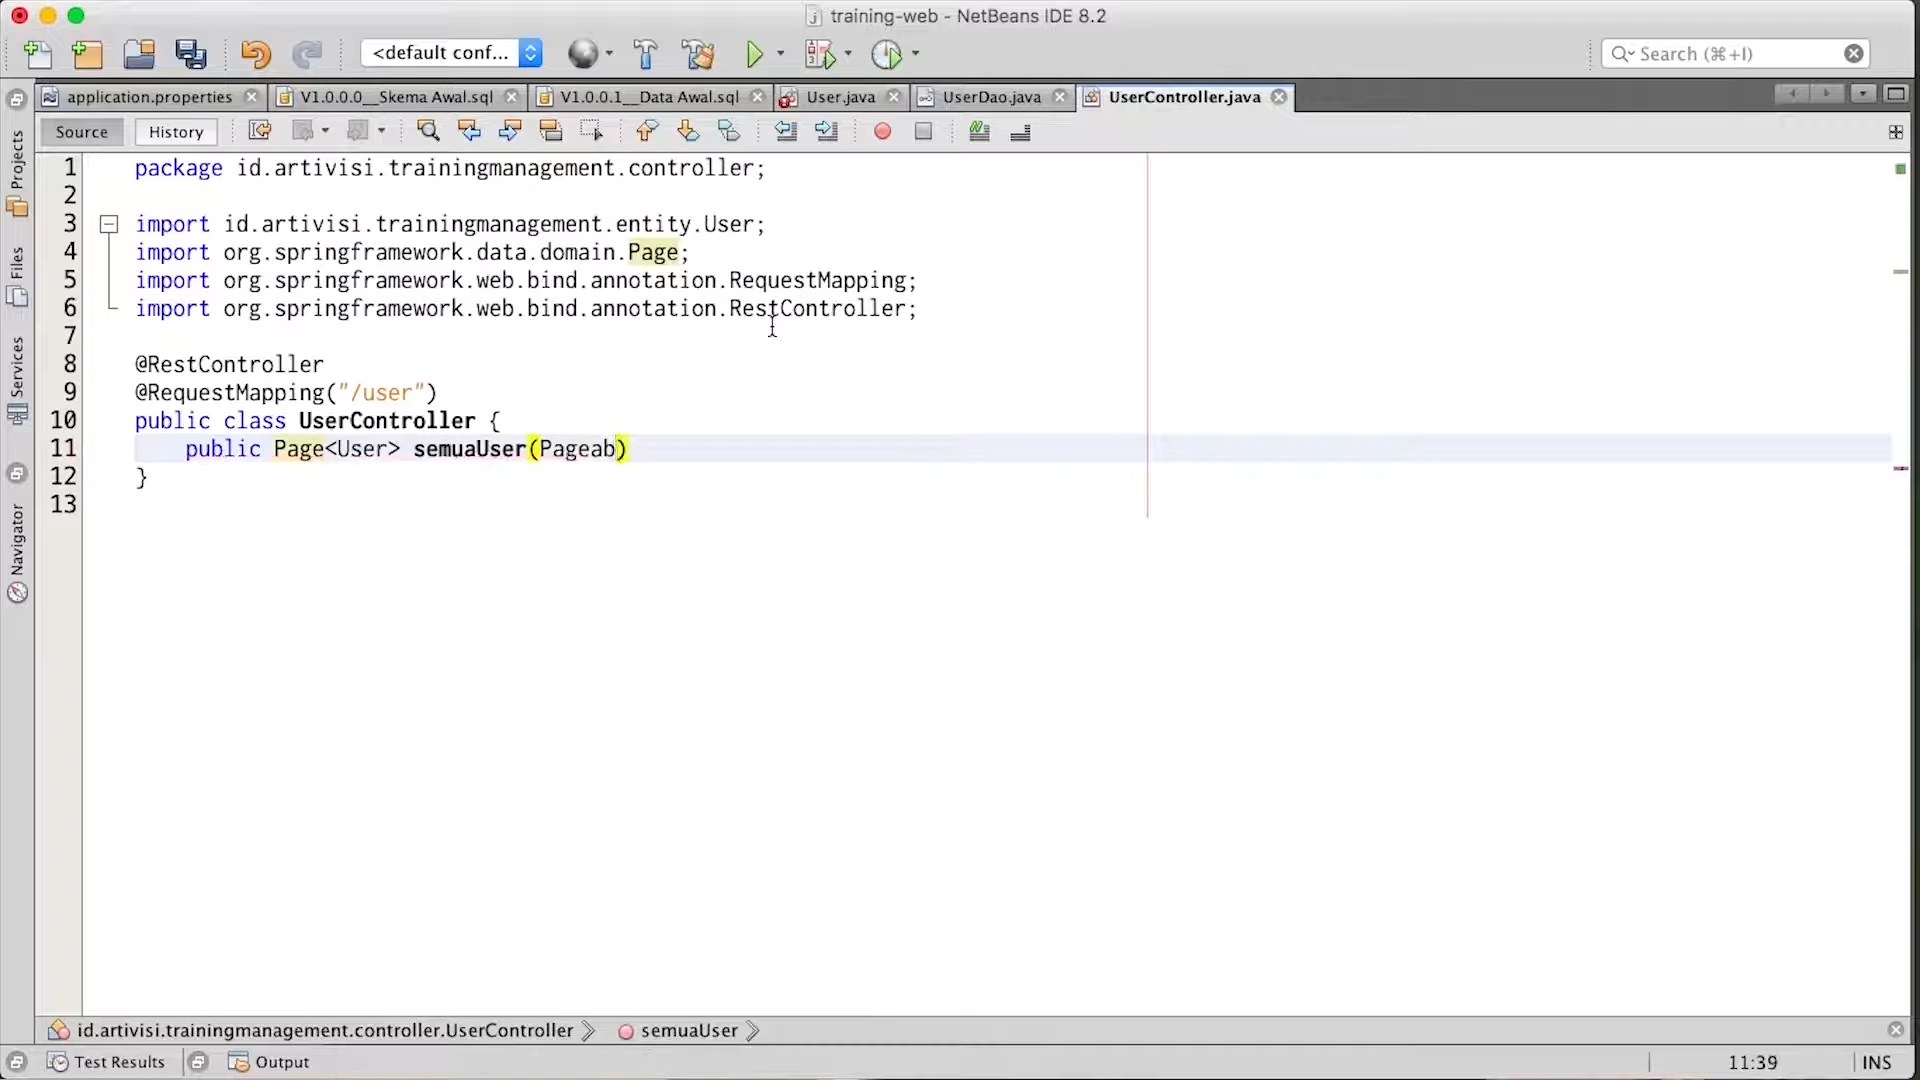 training-web - NetBeans IDE 8.2
<default conf...
Search (⌘+I)
application.properties
V1.0.0.0__Skema Awal.sql
V1.0.0.1__Data Awal.sql
User.java
UserDao.java
UserController.java
Source
History
Projects
Files
Services
Navigator
1 package id.artivisi.trainingmanagement.controller;
2
3 import id.artivisi.trainingmanagement.entity.User;
4 import org.springframework.data.domain.Page;
5 import org.springframework.web.bind.annotation.RequestMapping;
6 import org.springframework.web.bind.annotation.RestController;
7
8 @RestController
9 @RequestMapping("/user")
10 public class UserController {
11 public Page<User> semuaUser(Pageab)
12 }
13
id.artivisi.trainingmanagement.controller.UserController
semuaUser
Test Results
Output
11:39
INS